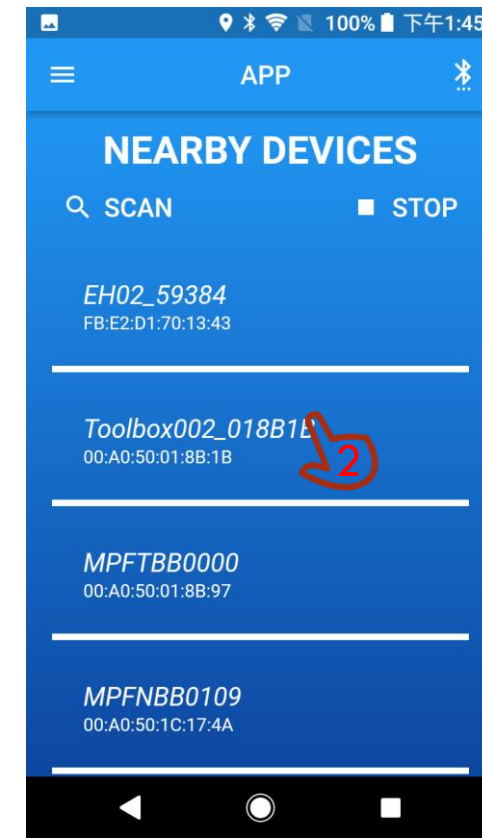 100% 下午1:45
APP
NEARBY DEVICES
SCAN STOP
EH02_59384
FB:E2:D1:70:13:43
Toolbox002_018B1B
00:A0:50:01:8B:1B
2
MPFTBB0000
00:A0:50:01:8B:97
MPFNBB0109
00:A0:50:1C:17:4A